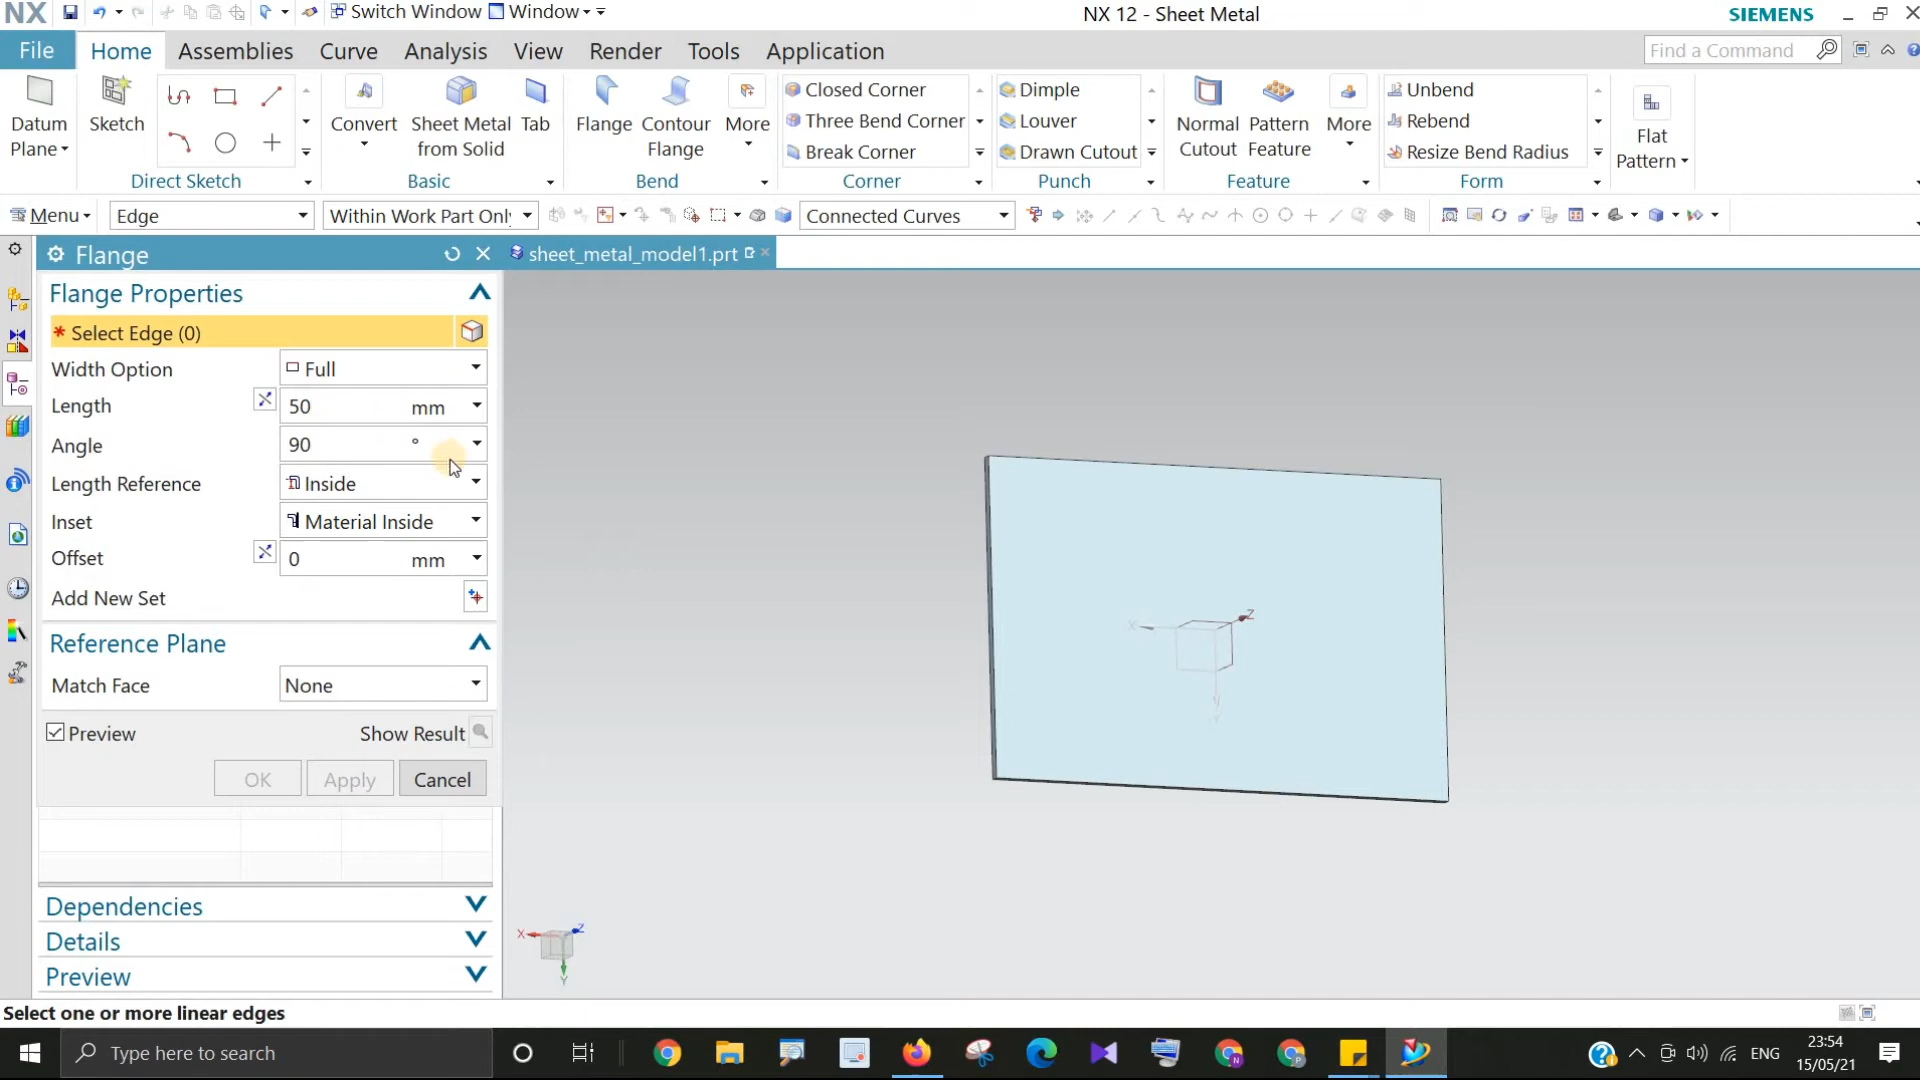 NX Switch Window Window NX 12 - Sheet Metal SIEMENS
File Home Assemblies Curve Analysis View Render Tools Application Find a Command
Datum Plane Sketch Convert Sheet Metal from Solid Tab Flange Contour Flange More
Closed Corner
Three Bend Corner
Break Corner
Dimple
Louver
Drawn Cutout
Normal Cutout Pattern Feature More
Unbend
Rebend
Resize Bend Radius
Flat Pattern
Direct Sketch Basic Bend Corner Punch Feature Form
Menu Edge Within Work Part Only Connected Curves
Flange sheet_metal_model1.prt
Flange Properties
* Select Edge (0)
Width Option Full
Length 50 mm
Angle 90 °
Length Reference Inside
Inset Material Inside
Offset 0 mm
Add New Set
Reference Plane
Match Face None
Preview Show Result
OK Apply Cancel
Dependencies
Details
Preview
X Z
Y
X Z
Y
Select one or more linear edges
Type here to search
ENG
23:54
15/05/21